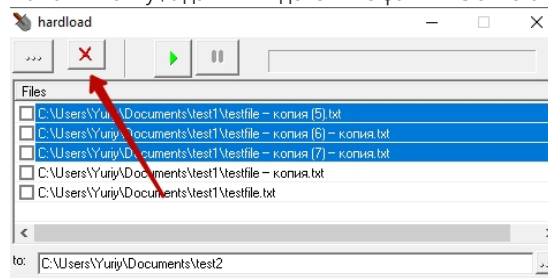 hardload
...
Files
C:\Users\Yuriy\Documents\test1\testfile – копия (5).txt
C:\Users\Yuriy\Documents\test1\testfile – копия (6) – копия.txt
C:\Users\Yuriy\Documents\test1\testfile – копия (7) – копия.txt
C:\Users\Yuriy\Documents\test1\testfile – копия.txt
C:\Users\Yuriy\Documents\test1\testfile.txt
to: C:\Users\Yuriy\Documents\test2